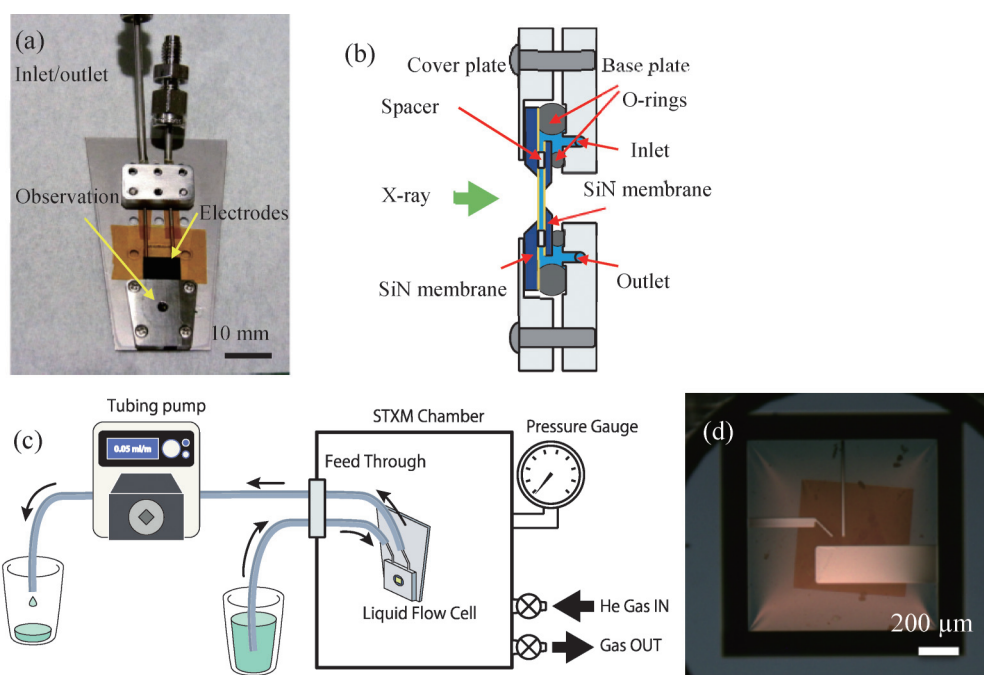 (a)
Inlet/outlet
Observation
Electrodes
10 mm
(b)
Cover plate
Base plate
O-rings
Spacer
Inlet
X-ray
SiN membrane
SiN membrane
Outlet
(c)
Tubing pump
0.05 ml/m
STXM Chamber
Feed Through
Pressure Gauge
Liquid Flow Cell
He Gas IN
Gas OUT
(d)
200 µm